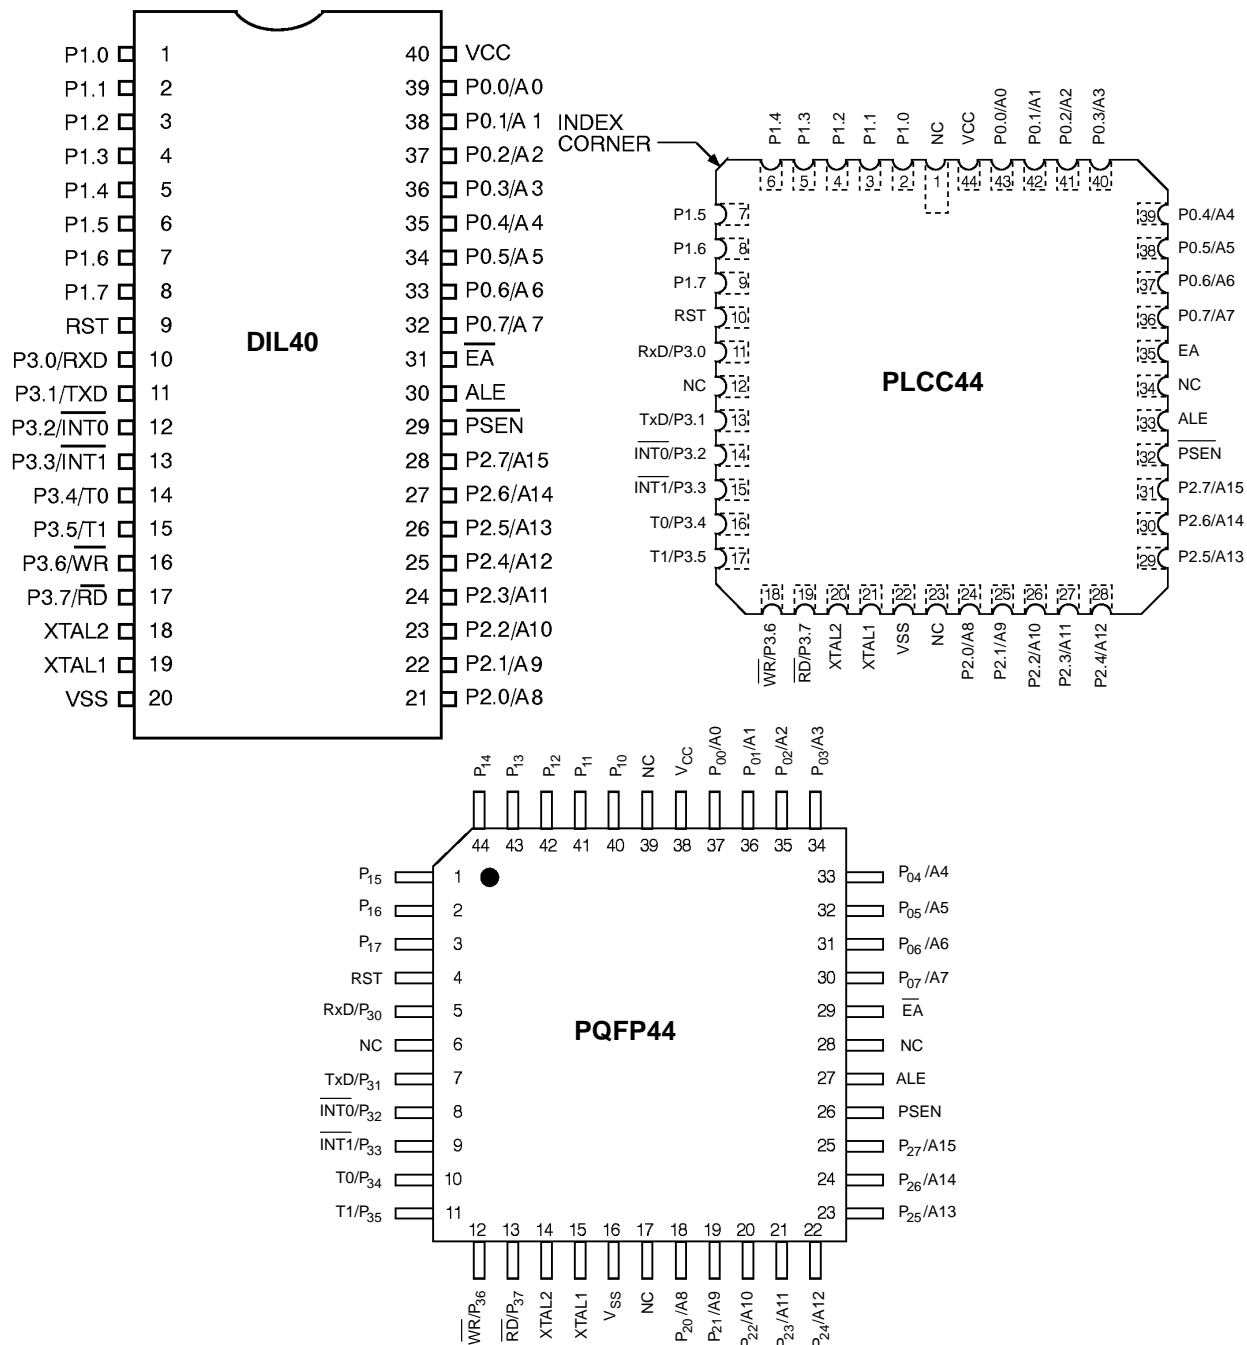 P1.0 1 40 VCC
P1.1 2 39 P0.0/A0
P1.2 3 38 P0.1/A 1
P1.3 4 37 P0.2/A 2
P1.4 5 36 P0.3/A 3
P1.5 6 35 P0.4/A 4
P1.6 7 34 P0.5/A 5
P1.7 8 33 P0.6/A 6
RST 9 32 P0.7/A 7
DIL40
P3.0/RXD 10 31 EA
P3.1/TXD 11 30 ALE
P3.2/INT0 12 29 PSEN
P3.3/INT1 13 28 P2.7/A15
P3.4/T0 14 27 P2.6/A14
P3.5/T1 15 26 P2.5/A13
P3.6/WR 16 25 P2.4/A12
P3.7/RD 17 24 P2.3/A11
XTAL2 18 23 P2.2/A10
XTAL1 19 22 P2.1/A9
VSS 20 21 P2.0/A8
INDEX
CORNER
P1.4 P1.3 P1.2 P1.1 P1.0 NC VCC P0.0/A0 P0.1/A1 P0.2/A2 P0.3/A3
6 5 4 3 2 1 44 43 42 41 40
P1.5 7 39 P0.4/A4
P1.6 8 38 P0.5/A5
P1.7 9 37 P0.6/A6
RST 10 36 P0.7/A7
RxD/P3.0 11 35 EA
NC 12 PLCC44 34 NC
TxD/P3.1 13 33 ALE
INT0/P3.2 14 32 PSEN
INT1/P3.3 15 31 P2.7/A15
T0/P3.4 16 30 P2.6/A14
T1/P3.5 17 29 P2.5/A13
18 19 20 21 22 23 24 25 26 27 28
WR/P3.6 RD/P3.7 XTAL2 XTAL1 VSS NC P2.0/A8 P2.1/A9 P2.2/A10 P2.3/A11 P2.4/A12
P14 P13 P12 P11 P10 NC VCC P00/A0 P01/A1 P02/A2 P03/A3
44 43 42 41 40 39 38 37 36 35 34
P15 1 33 P04/A4
P16 2 32 P05/A5
P17 3 31 P06/A6
RST 4 30 P07/A7
RxD/P30 5 29 EA
PQFP44
NC 6 28 NC
TxD/P31 7 27 ALE
INT0/P32 8 26 PSEN
INT1/P33 9 25 P27/A15
T0/P34 10 24 P26/A14
T1/P35 11 23 P25/A13
12 13 14 15 16 17 18 19 20 21 22
WR/P36 RD/P37 XTAL2 XTAL1 VSS NC P20/A8 P21/A9 P22/A10 P23/A11 P24/A12